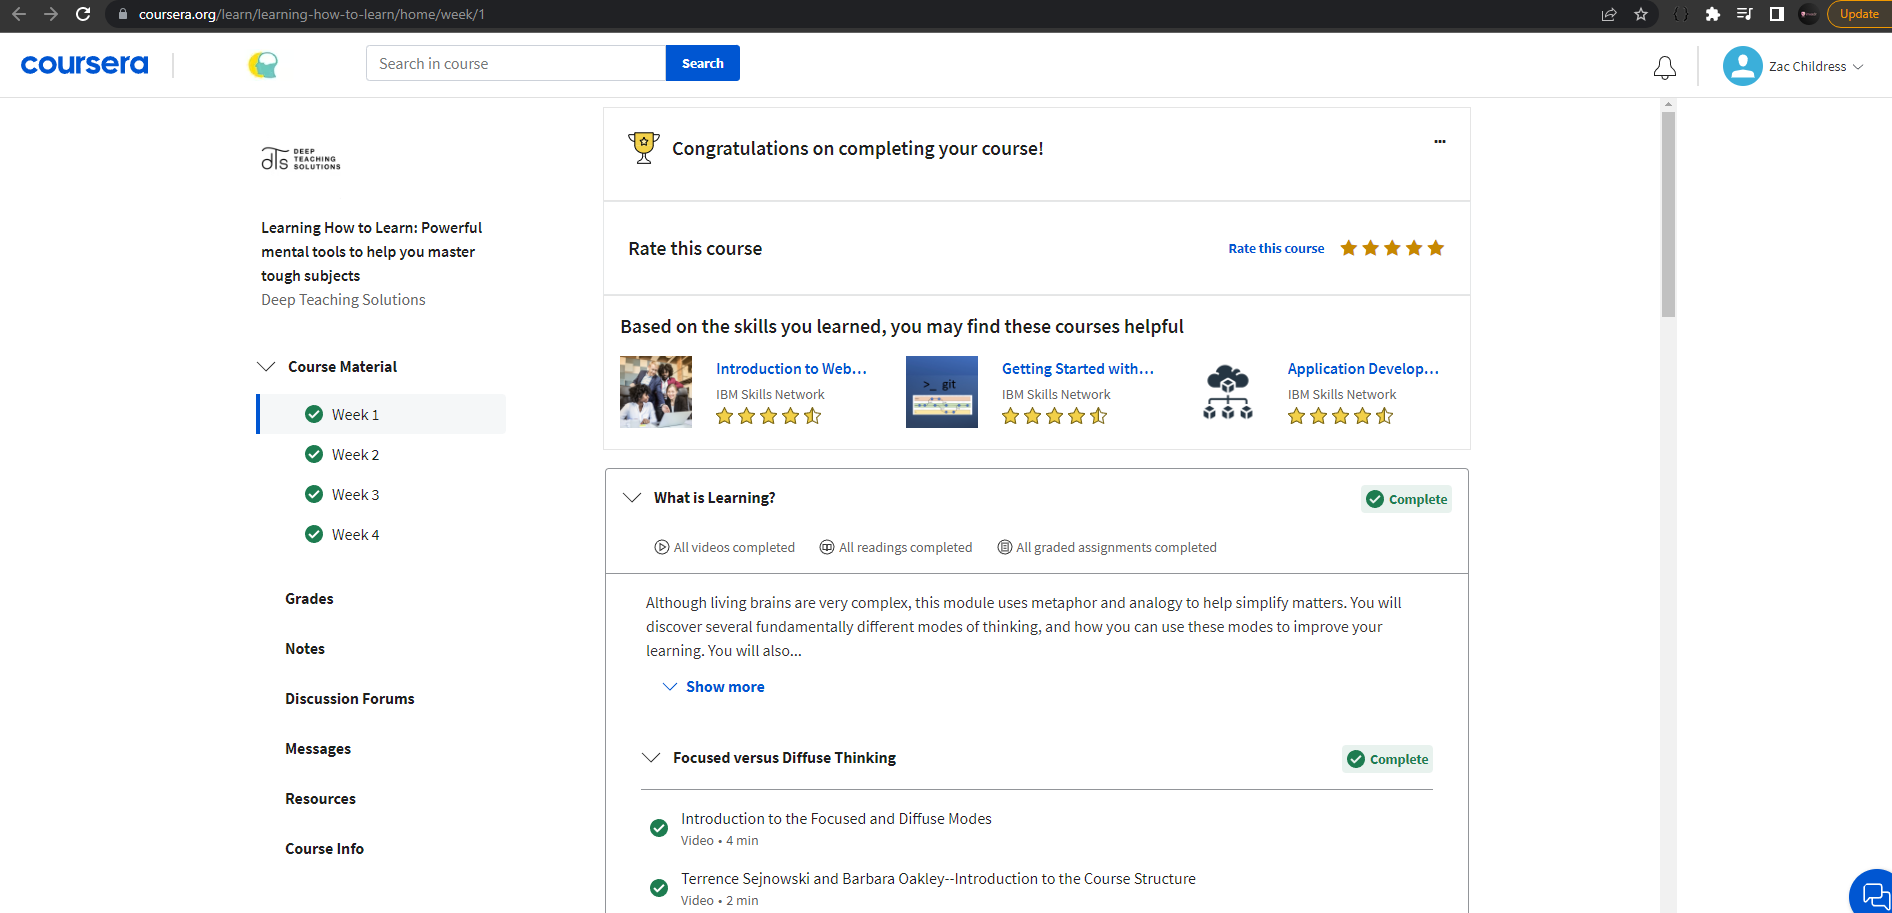 coursera.org/learn/learning-how-to-learn/home/week/1
Update
coursera
Search in course
Search
Zac Childress
dTs DEEP TEACHING SOLUTIONS
Learning How to Learn: Powerful
mental tools to help you master
tough subjects
Deep Teaching Solutions
Course Material
Week 1
Week 2
Week 3
Week 4
Grades
Notes
Discussion Forums
Messages
Resources
Course Info
Congratulations on completing your course!
Rate this course
Rate this course
Based on the skills you learned, you may find these courses helpful
Introduction to Web...
IBM Skills Network
>_ git
Getting Started with...
IBM Skills Network
Application Develop...
IBM Skills Network
What is Learning?
Complete
All videos completed
All readings completed
All graded assignments completed
Although living brains are very complex, this module uses metaphor and analogy to help simplify matters. You will
discover several fundamentally different modes of thinking, and how you can use these modes to improve your
learning. You will also...
Show more
Focused versus Diffuse Thinking
Complete
Introduction to the Focused and Diffuse Modes
Video • 4 min
Terrence Sejnowski and Barbara Oakley--Introduction to the Course Structure
Video • 2 min